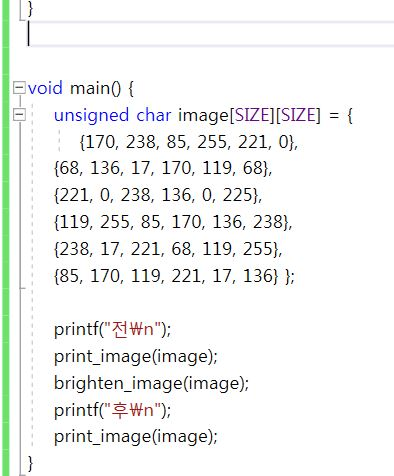 }
void main() {
unsigned char image[SIZE][SIZE] = {
{170, 238, 85, 255, 221, 0},
{68, 136, 17, 170, 119, 68},
{221, 0, 238, 136, 0, 225},
{119, 255, 85, 170, 136, 238},
{238, 17, 221, 68, 119, 255},
{85, 170, 119, 221, 17, 136} };
printf("전₩n");
print_image(image);
brighten_image(image);
printf("후₩n");
print_image(image);
}